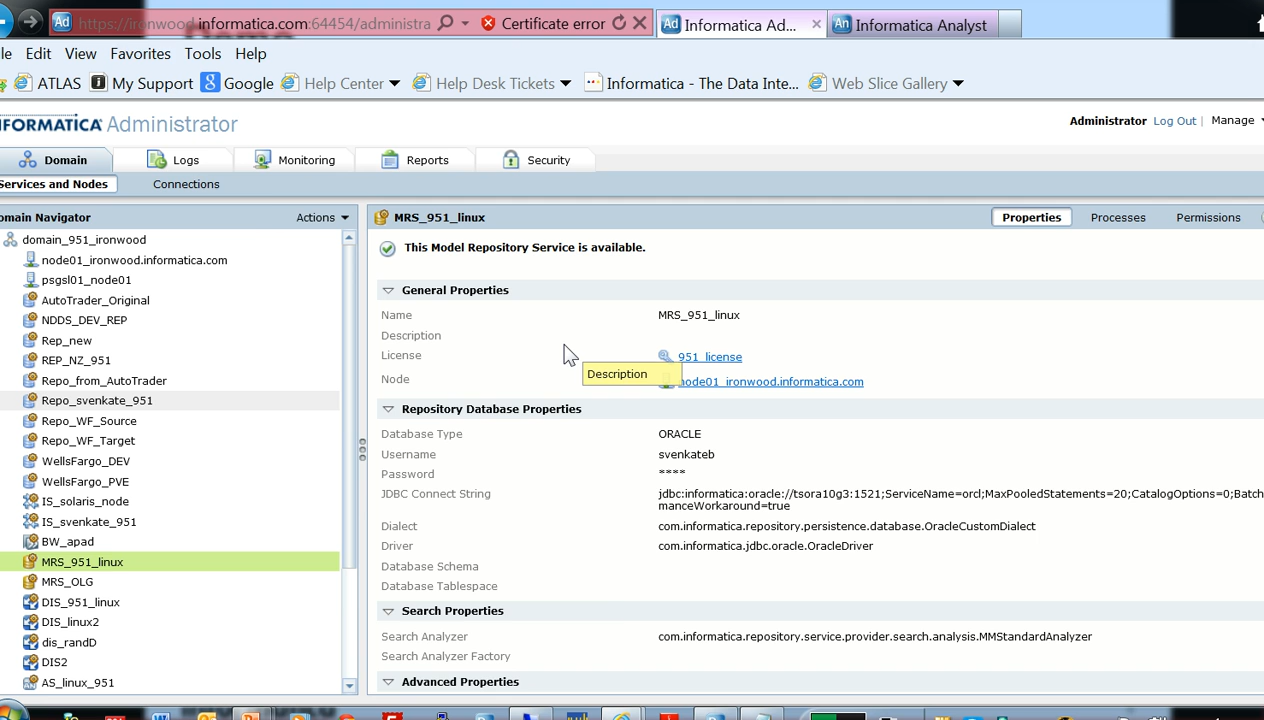 Ad https://ironwood.informatica.com:64454/administra Certificate error Ad Informatica Ad... An Informatica Analyst
Edit View Favorites Tools Help
ATLAS My Support Google Help Center Help Desk Tickets Informatica - The Data Inte... Web Slice Gallery
INFORMATICA Administrator
Administrator Log Out | Manage
Domain Logs Monitoring Reports Security
Services and Nodes Connections
Domain Navigator Actions
MRS_951_linux Properties Processes Permissions
domain_951_ironwood
node01_ironwood.informatica.com
psgsl01_node01
AutoTrader_Original
NDDS_DEV_REP
Rep_new
REP_NZ_951
Repo_from_AutoTrader
Repo_svenkate_951
Repo_WF_Source
Repo_WF_Target
WellsFargo_DEV
WellsFargo_PVE
IS_solaris_node
IS_svenkate_951
BW_apad
MRS_951_linux
MRS_OLG
DIS_951_linux
DIS_linux2
dis_randD
DIS2
AS_linux_951
This Model Repository Service is available.
General Properties
Name MRS_951_linux
Description
License 951_license
Description
Node node01_ironwood.informatica.com
Repository Database Properties
Database Type ORACLE
Username svenkateb
Password ****
JDBC Connect String jdbc:informatica:oracle://tsora10g3:1521;ServiceName=orcl;MaxPooledStatements=20;CatalogOptions=0;Batch
manceWorkaround=true
Dialect com.informatica.repository.persistence.database.OracleCustomDialect
Driver com.informatica.jdbc.oracle.OracleDriver
Database Schema
Database Tablespace
Search Properties
Search Analyzer com.informatica.repository.service.provider.search.analysis.MMStandardAnalyzer
Search Analyzer Factory
Advanced Properties